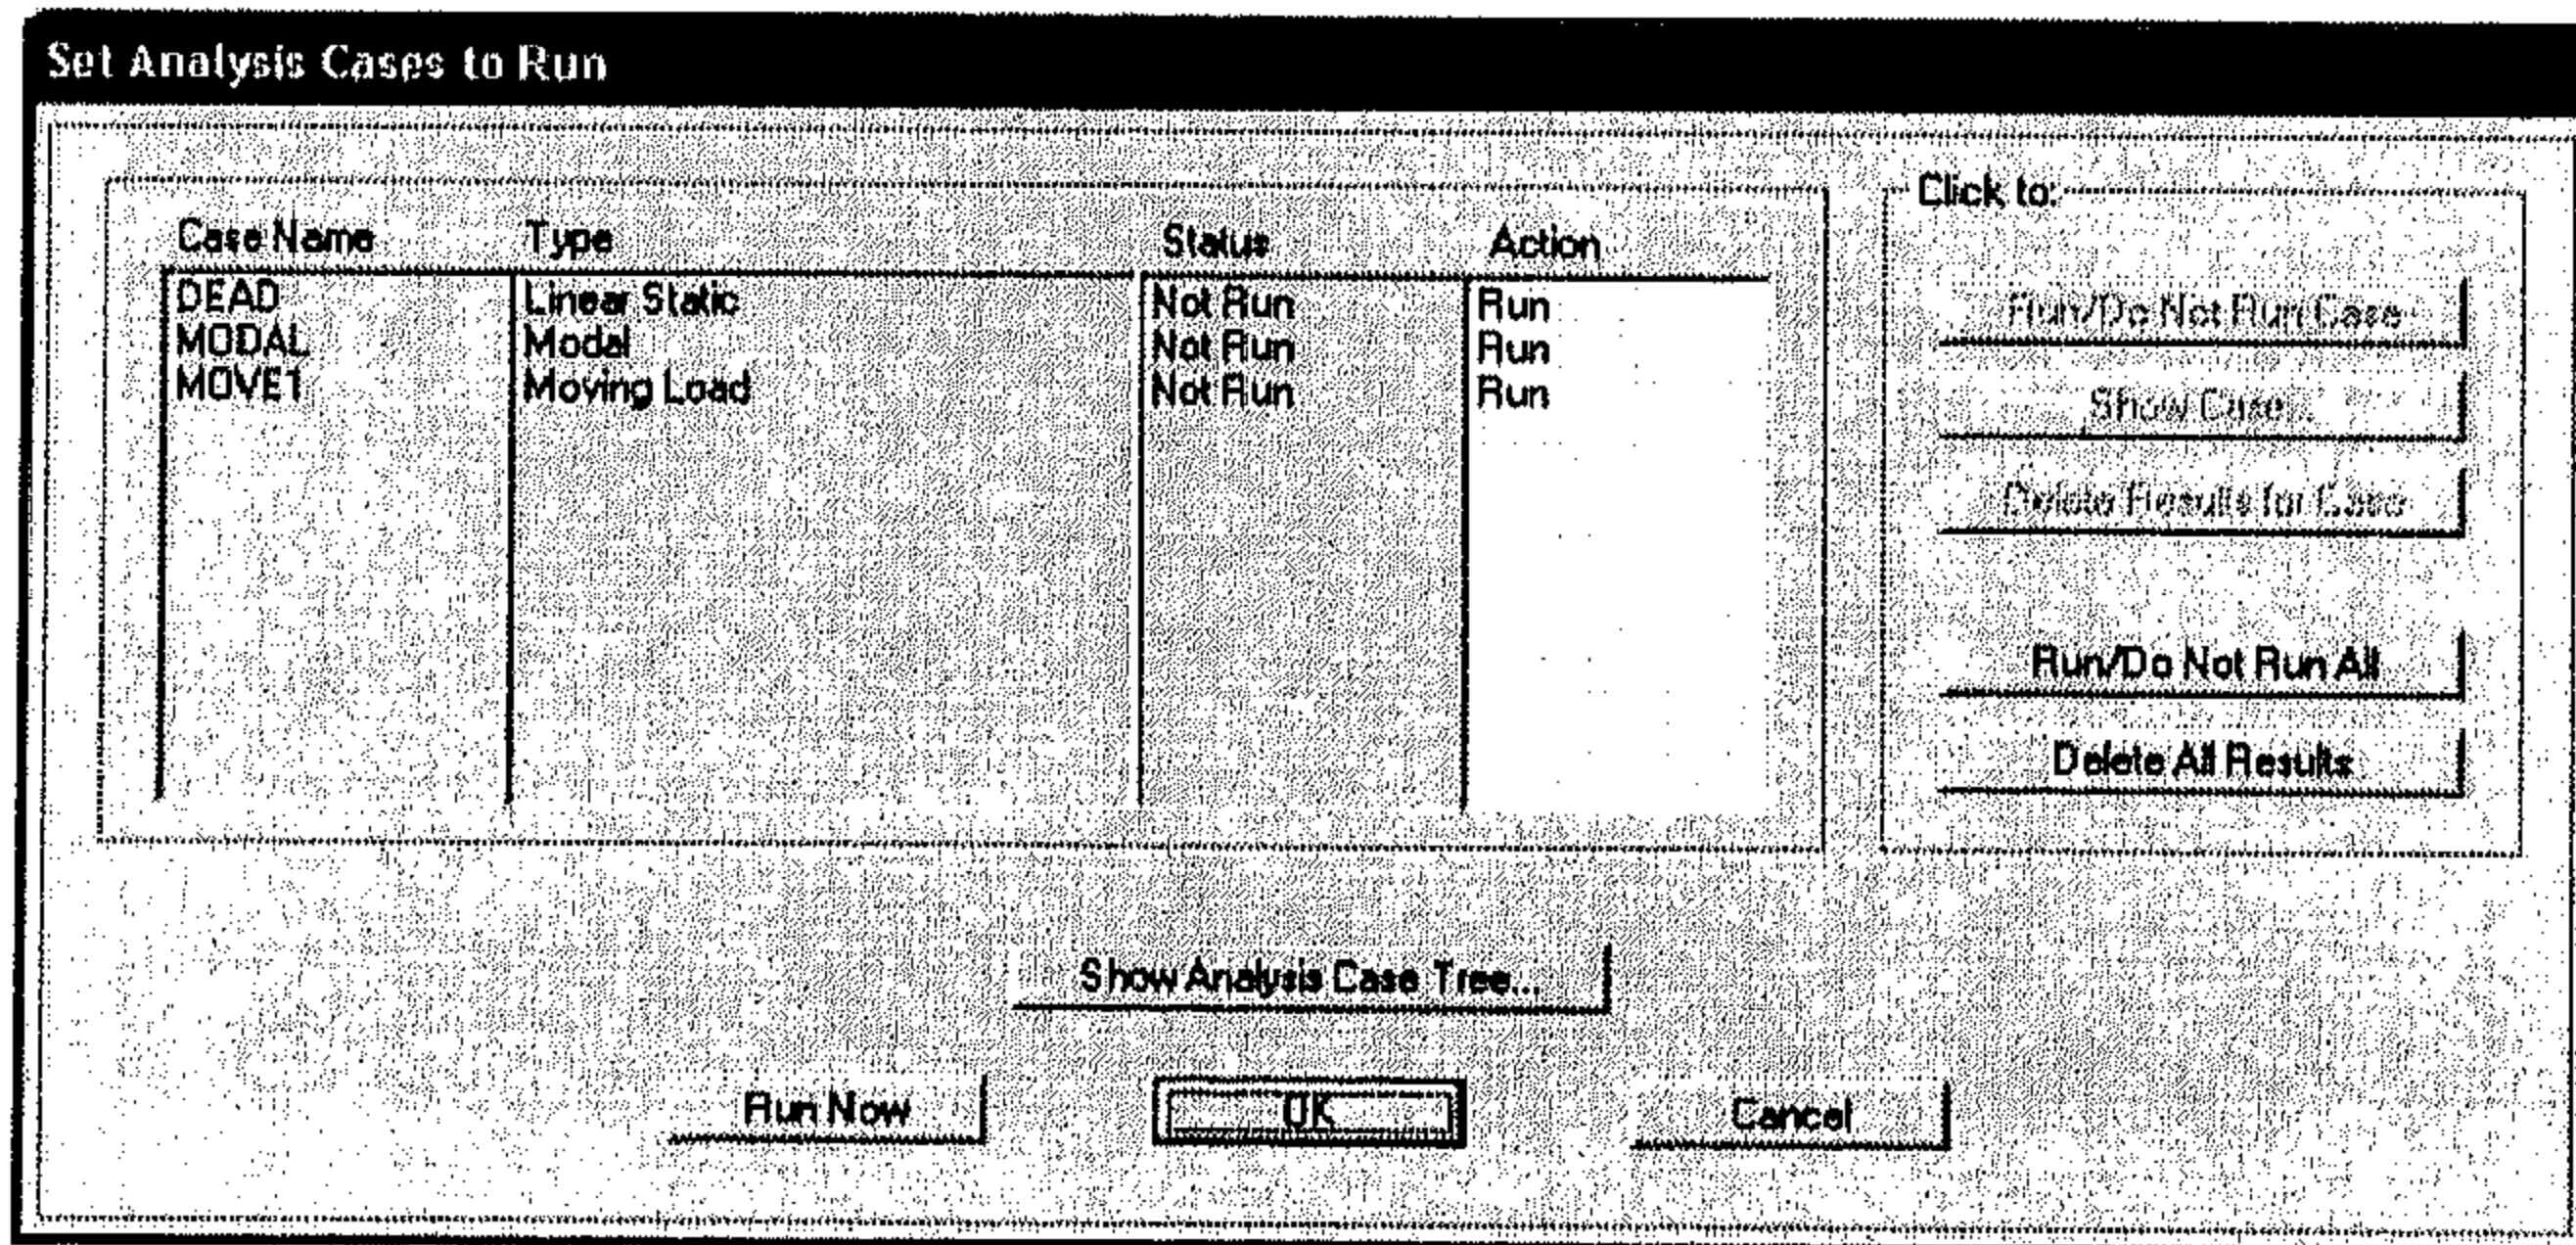 Set Analysis Cases to Run
Click to:
Case Name Type Status Action
DEAD Linear Static Not Run Run
MODAL Modal Not Run Run
MOVE1 Moving Load Not Run Run
Run/Do Not Run Case
Show Case...
Delete Results for Case
Run/Do Not Run All
Delete All Results
Show Analysis Case Tree...
Run Now OK Cancel